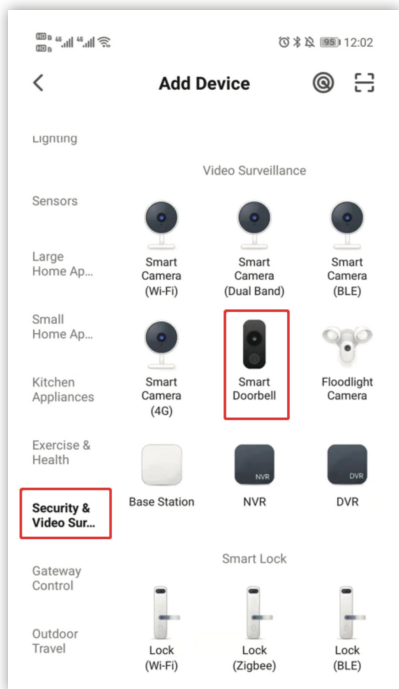 12:02
95
Add Device
Lighting
Sensors
Large
Home Ap...
Small
Home Ap...
Kitchen
Appliances
Exercise &
Health
Security &
Video Sur...
Gateway
Control
Outdoor
Travel
Video Surveillance
Smart
Camera
(Wi-Fi)
Smart
Camera
(Dual Band)
Smart
Camera
(BLE)
Smart
Camera
(4G)
Smart
Doorbell
Floodlight
Camera
Base Station
NVR
NVR
DVR
DVR
Smart Lock
Lock
(Wi-Fi)
Lock
(Zigbee)
Lock
(BLE)